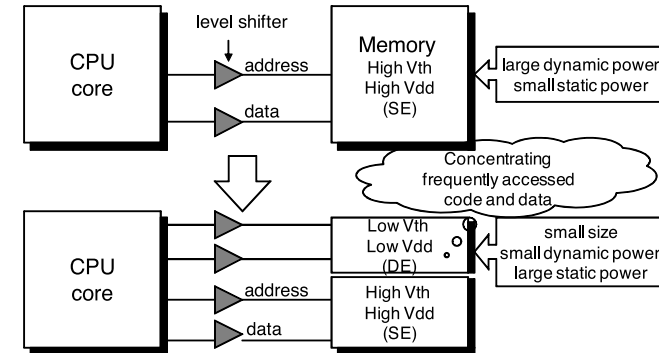 level shifter
CPU
core
address
data
Memory
High Vth
High Vdd
(SE)
large dynamic power
small static power
Concentrating
frequently accessed
code and data
CPU
core
address
data
Low Vth
Low Vdd
(DE)
High Vth
High Vdd
(SE)
small size
small dynamic power
large static power